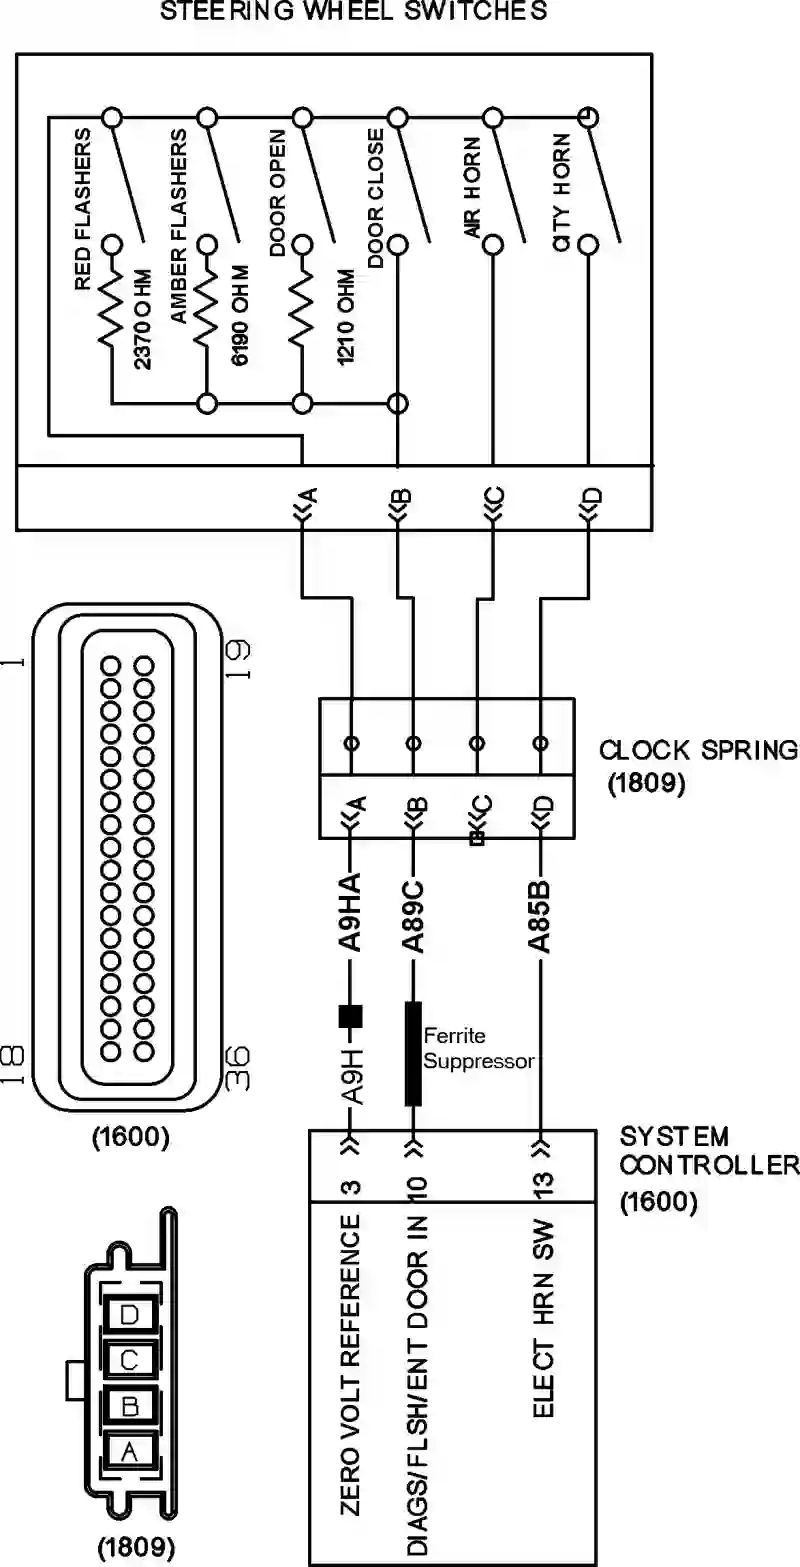 STEERING WHEEL SWITCHES
RED FLASHERS
2370 OHM
AMBER FLASHERS
6190 OHM
DOOR OPEN
1210 OHM
DOOR CLOSE
AIR HORN
CITY HORN
A
B
C
D
1
19
18
36
(1600)
CLOCK SPRING
(1809)
A
B
C
D
A9HA
A89C
A85B
A9H
Ferrite
Suppressor
SYSTEM
CONTROLLER
(1600)
3
10
13
ZERO VOLT REFERENCE
DIAGS/FLSH/ENT DOOR IN
ELECT HRN SW
D
C
B
A
(1809)